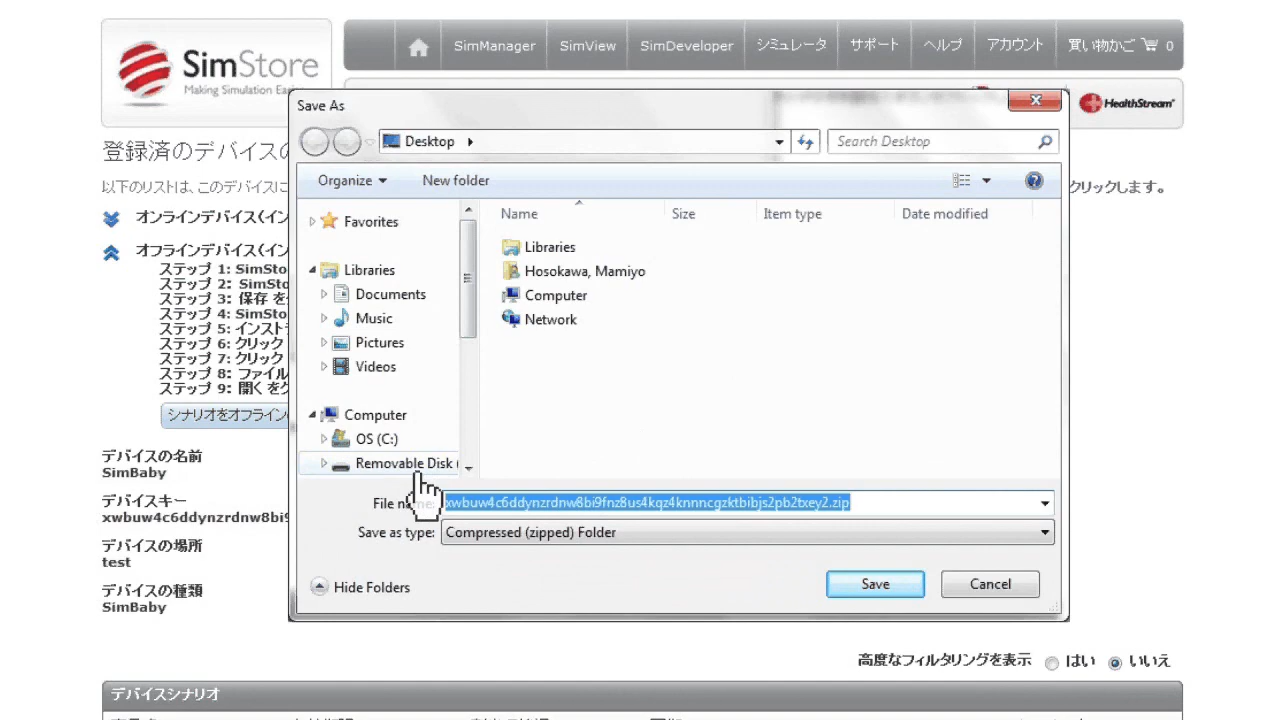 SimStore
Making Simulation Eas
SimManager
SimView
SimDeveloper
シミュレータ
サポート
ヘルプ
アカウント
買い物かご 0
HealthStream
登録済のデバイスの
以下のリストは、このデバイスに
クリックします。
オンラインデバイス(イン
オフラインデバイス(イン
ステップ 1: SimSto
ステップ 2: SimSto
ステップ 3: 保存 を
ステップ 4: SimSto
ステップ 5: インスト
ステップ 6: クリック
ステップ 7: クリック
ステップ 8: ファイル
ステップ 9: 開く を
シナリオをオフライン
デバイスの名前
SimBaby
デバイスキー
xwbuw4c6ddynzrdnw8bi9
デバイスの場所
test
デバイスの種類
SimBaby
Save As
Desktop
Search Desktop
Organize
New folder
Favorites
Libraries
Documents
Music
Pictures
Videos
Computer
OS (C:)
Removable Disk (
Name
Size
Item type
Date modified
Libraries
Hosokawa, Mamiyo
Computer
Network
File name:
xwbuw4c6ddynzrdnw8bi9fnz8us4kqz4knnncgzktbibjs2pb2txey2.zip
Save as type:
Compressed (zipped) Folder
Hide Folders
Save
Cancel
高度なフィルタリングを表示 はい いいえ
デバイスシナリオ